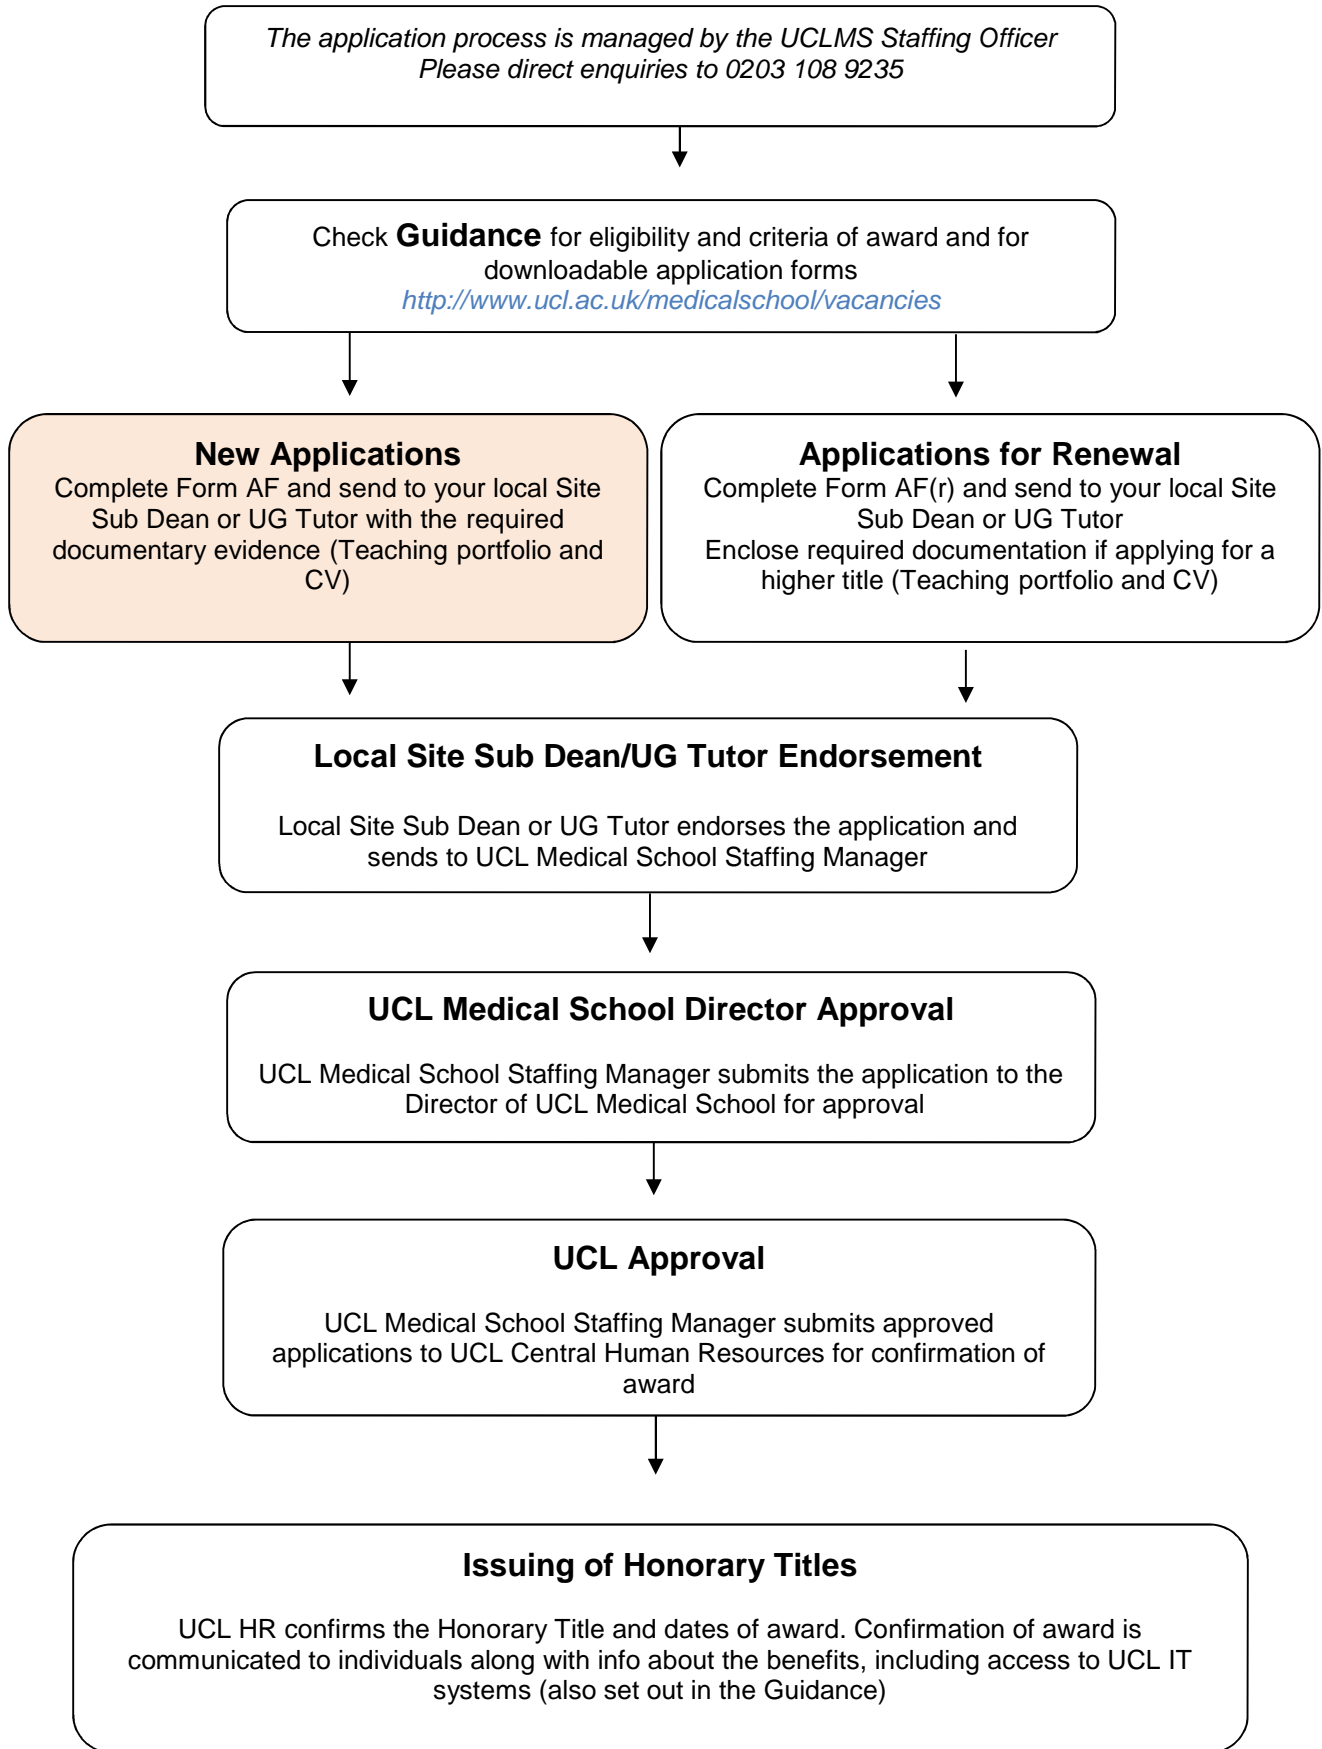 The application process is managed by the UCLMS Staffing Officer
Please direct enquiries to 0203 108 9235
Check Guidance for eligibility and criteria of award and for
downloadable application forms
http://www.ucl.ac.uk/medicalschool/vacancies
New Applications
Complete Form AF and send to your local Site
Sub Dean or UG Tutor with the required
documentary evidence (Teaching portfolio and
CV)
Applications for Renewal
Complete Form AF(r) and send to your local Site
Sub Dean or UG Tutor
Enclose required documentation if applying for a
higher title (Teaching portfolio and CV)
Local Site Sub Dean/UG Tutor Endorsement
Local Site Sub Dean or UG Tutor endorses the application and
sends to UCL Medical School Staffing Manager
UCL Medical School Director Approval
UCL Medical School Staffing Manager submits the application to the
Director of UCL Medical School for approval
UCL Approval
UCL Medical School Staffing Manager submits approved
applications to UCL Central Human Resources for confirmation of
award
Issuing of Honorary Titles
UCL HR confirms the Honorary Title and dates of award. Confirmation of award is
communicated to individuals along with info about the benefits, including access to UCL IT
systems (also set out in the Guidance)